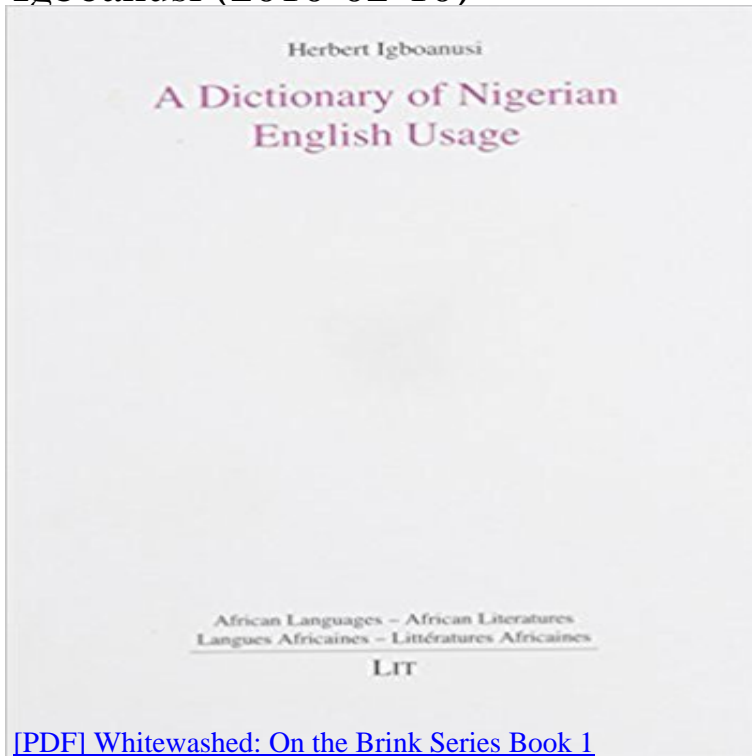 Herbert Igboanusi
A Dictionary of Nigerian
English Usage
African Languages – African Literatures
Langues Africaines – Littératures Africaines
LIT
[PDF] Whitewashed: On the Brink Series Book 1